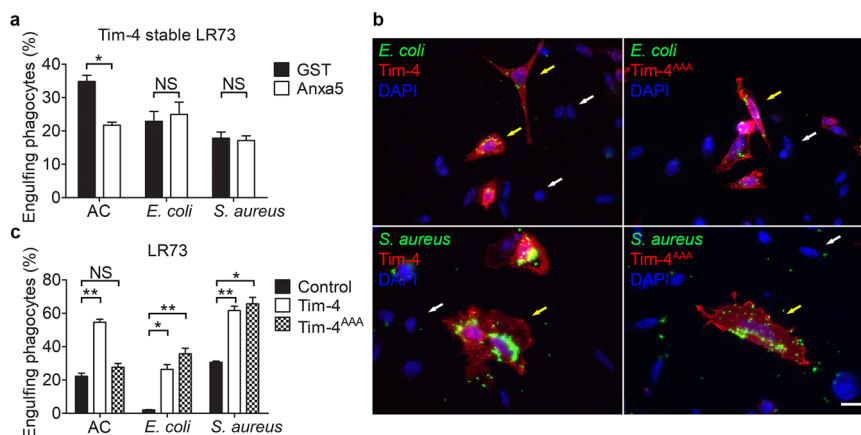 a
Tim-4 stable LR73
Engulfing phagocytes (%)
40
30
20
10
0
*
NS
NS
GST
Anxa5
AC
E. coli
S. aureus
c
LR73
Engulfing phagocytes (%)
80
60
40
20
0
NS
**
**
*
*
**
Control
Tim-4
Tim-4ᴬᴬᴬ
AC
E. coli
S. aureus
b
E. coli
Tim-4
DAPI
E. coli
Tim-4ᴬᴬᴬ
DAPI
S. aureus
Tim-4
DAPI
S. aureus
Tim-4ᴬᴬᴬ
DAPI